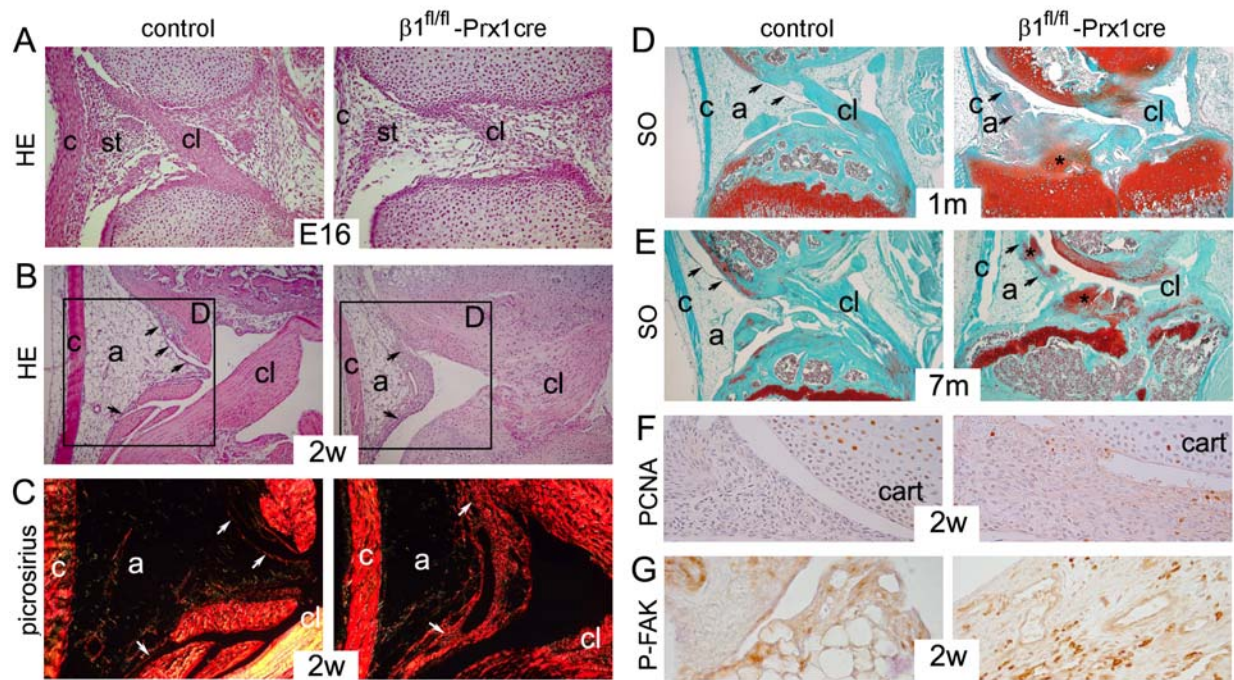 control
β1fl/fl -Prx1cre
A
HE
c
st
cl
c
st
cl
E16
B
HE
D
c
a
cl
D
c
a
cl
2w
C
picrosirius
c
a
cl
c
a
cl
2w
control
β1fl/fl -Prx1cre
D
SO
c
a
cl
c
a
cl
*
1m
E
SO
c
a
cl
c
a
cl
*
*
7m
F
PCNA
cart
cart
2w
G
P-FAK
2w